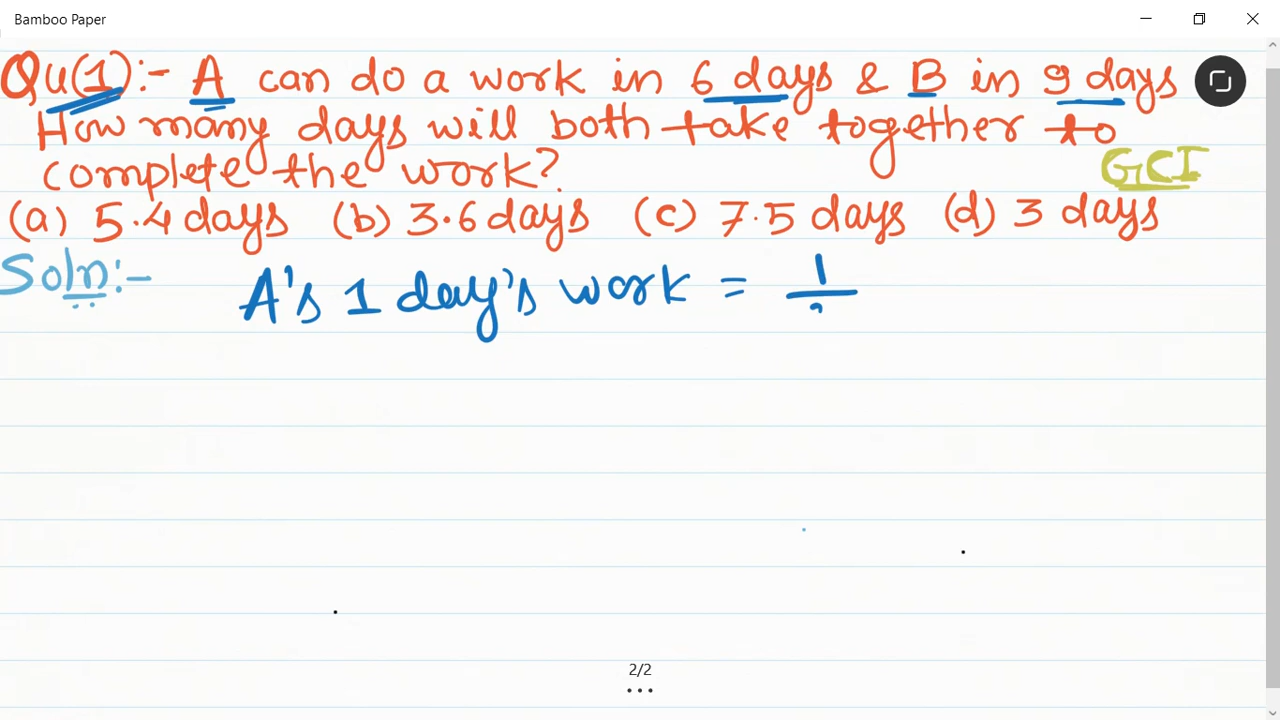 Bamboo Paper
Qu(1):- A can do a work in 6 days & B in 9 days
How many days will both take together to
complete the work?
GCI
(a) 5.4 days (b) 3.6 days (c) 7.5 days (d) 3 days
Soln:-
A's 1 day's work = 1
2/2